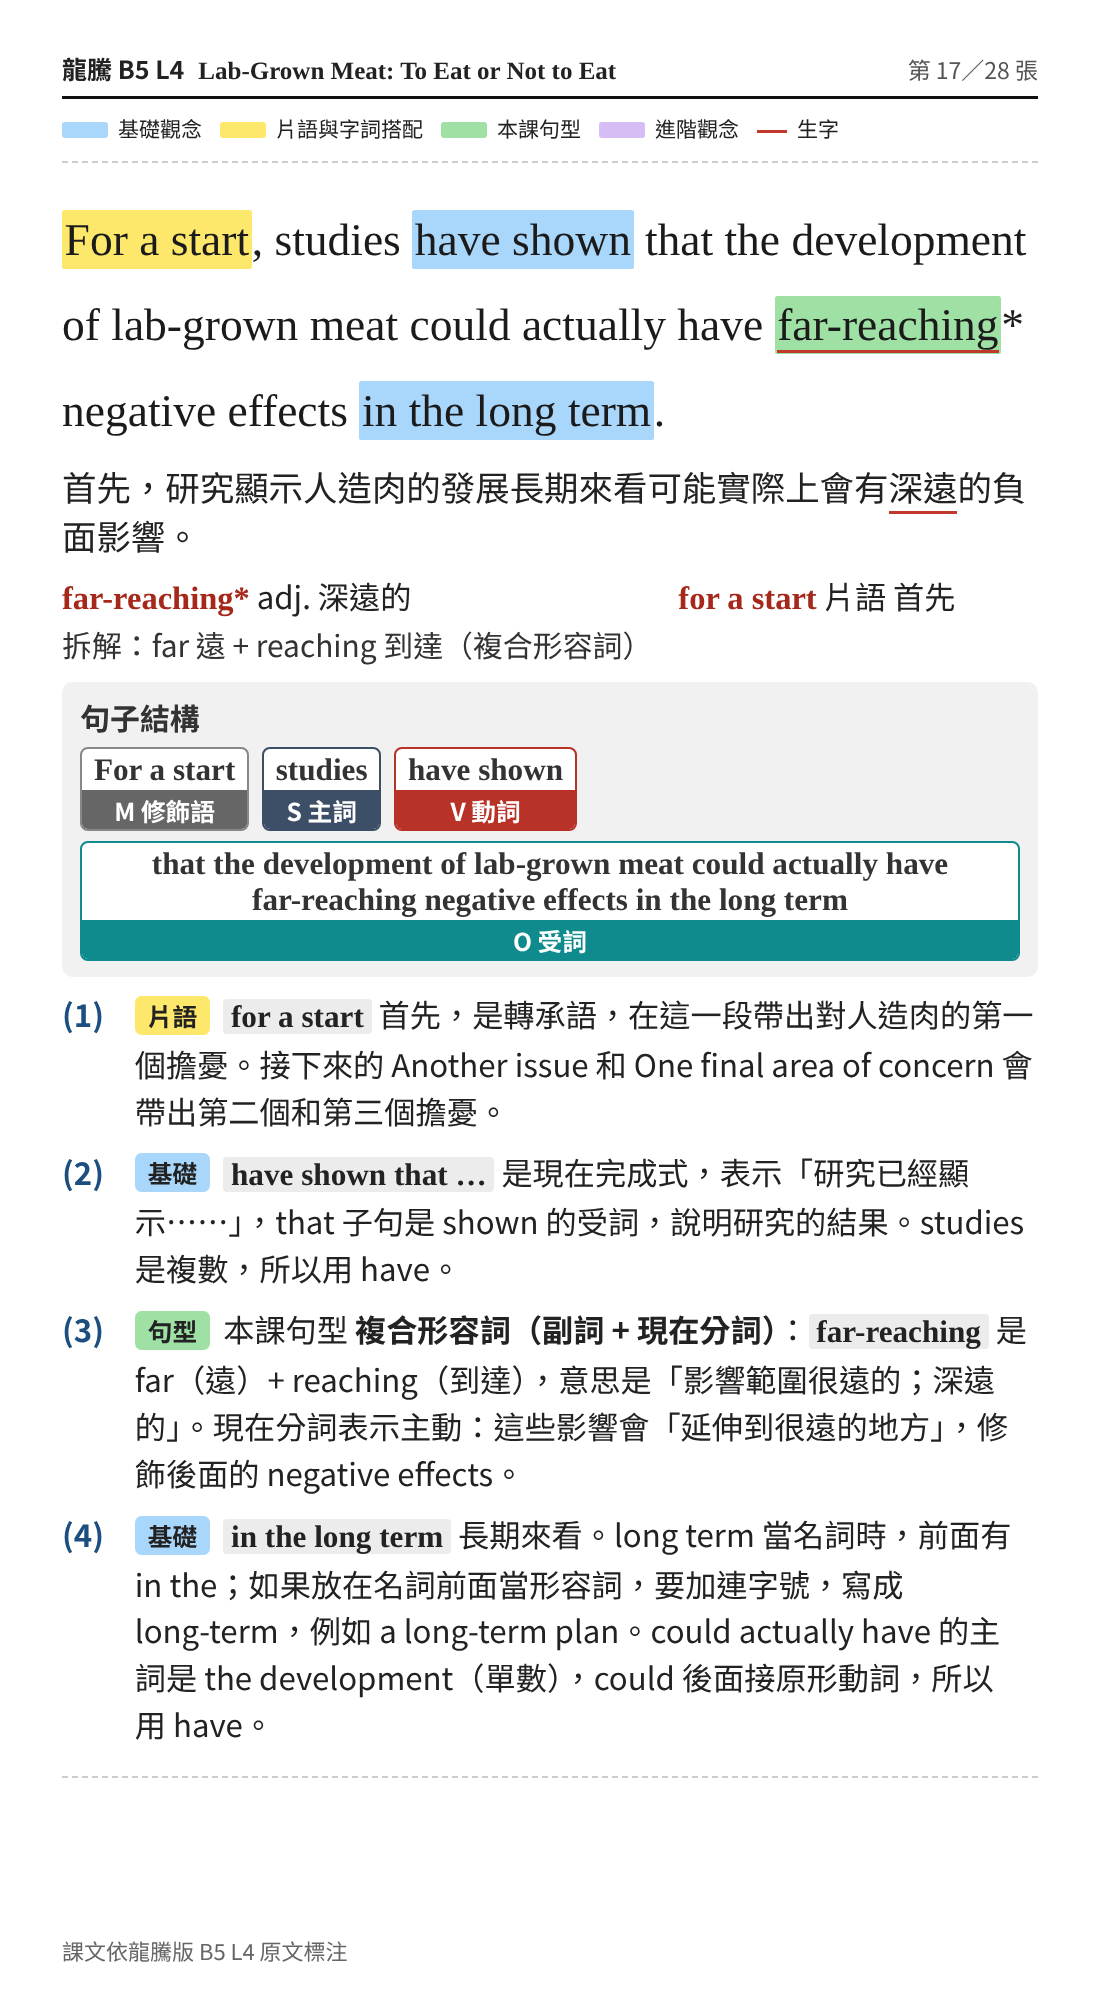 龍騰 B5 L4 Lab-Grown Meat: To Eat or Not to Eat 第 17／28 張
基礎觀念 片語與字詞搭配 本課句型 進階觀念 生字
For a start, studies have shown that the development
of lab-grown meat could actually have far-reaching*
negative effects in the long term.
首先，研究顯示人造肉的發展長期來看可能實際上會有深遠的負
面影響。
far-reaching* adj. 深遠的 for a start 片語 首先
拆解：far 遠 + reaching 到達（複合形容詞）
句子結構
For a start studies have shown
M 修飾語 S 主詞 V 動詞
that the development of lab-grown meat could actually have
far-reaching negative effects in the long term
O 受詞
(1) 片語 for a start 首先，是轉承語，在這一段帶出對人造肉的第一
個擔憂。接下來的 Another issue 和 One final area of concern 會
帶出第二個和第三個擔憂。
(2) 基礎 have shown that … 是現在完成式，表示「研究已經顯
示……」，that 子句是 shown 的受詞，說明研究的結果。studies
是複數，所以用 have。
(3) 句型 本課句型 複合形容詞（副詞 + 現在分詞）：far-reaching 是
far（遠）+ reaching（到達），意思是「影響範圍很遠的；深遠
的」。現在分詞表示主動：這些影響會「延伸到很遠的地方」，修
飾後面的 negative effects。
(4) 基礎 in the long term 長期來看。long term 當名詞時，前面有
in the；如果放在名詞前面當形容詞，要加連字號，寫成
long-term，例如 a long-term plan。could actually have 的主
詞是 the development（單數），could 後面接原形動詞，所以
用 have。
課文依龍騰版 B5 L4 原文標注